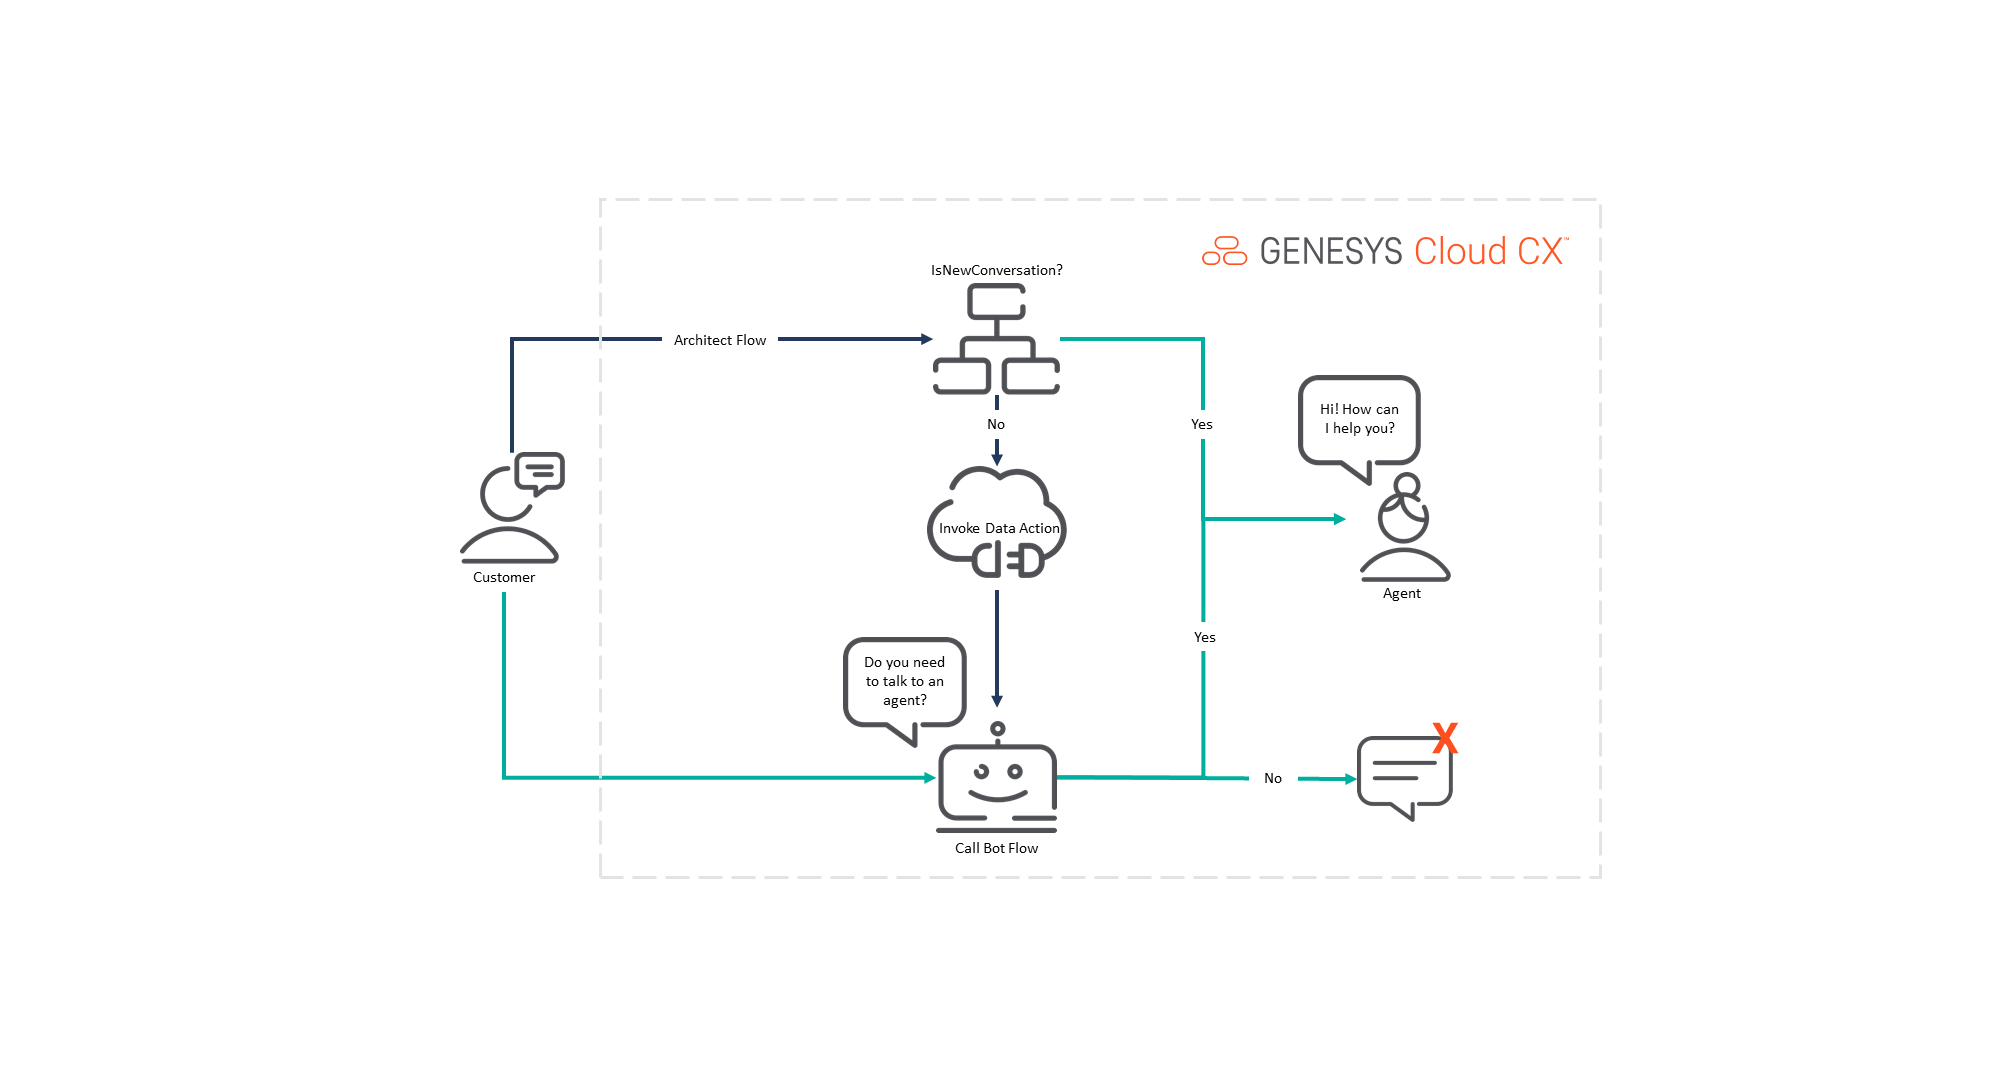 GENESYS Cloud CX™
IsNewConversation?
Architect Flow
No
Yes
Hi! How can
I help you?
Invoke Data Action
Customer
Agent
Yes
Do you need
to talk to an
agent?
X
No
Call Bot Flow